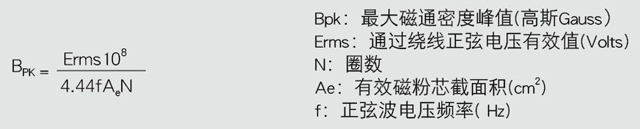 Bpk：最大磁通密度峰值(高斯Gauss）
Erms：通过绕线正弦电压有效值(Volts)
N：圈数
Ae：有效磁粉芯截面积(cm²)
f：正弦波电压频率( Hz)
B_PK = Erms10⁸ / 4.44fA_eN